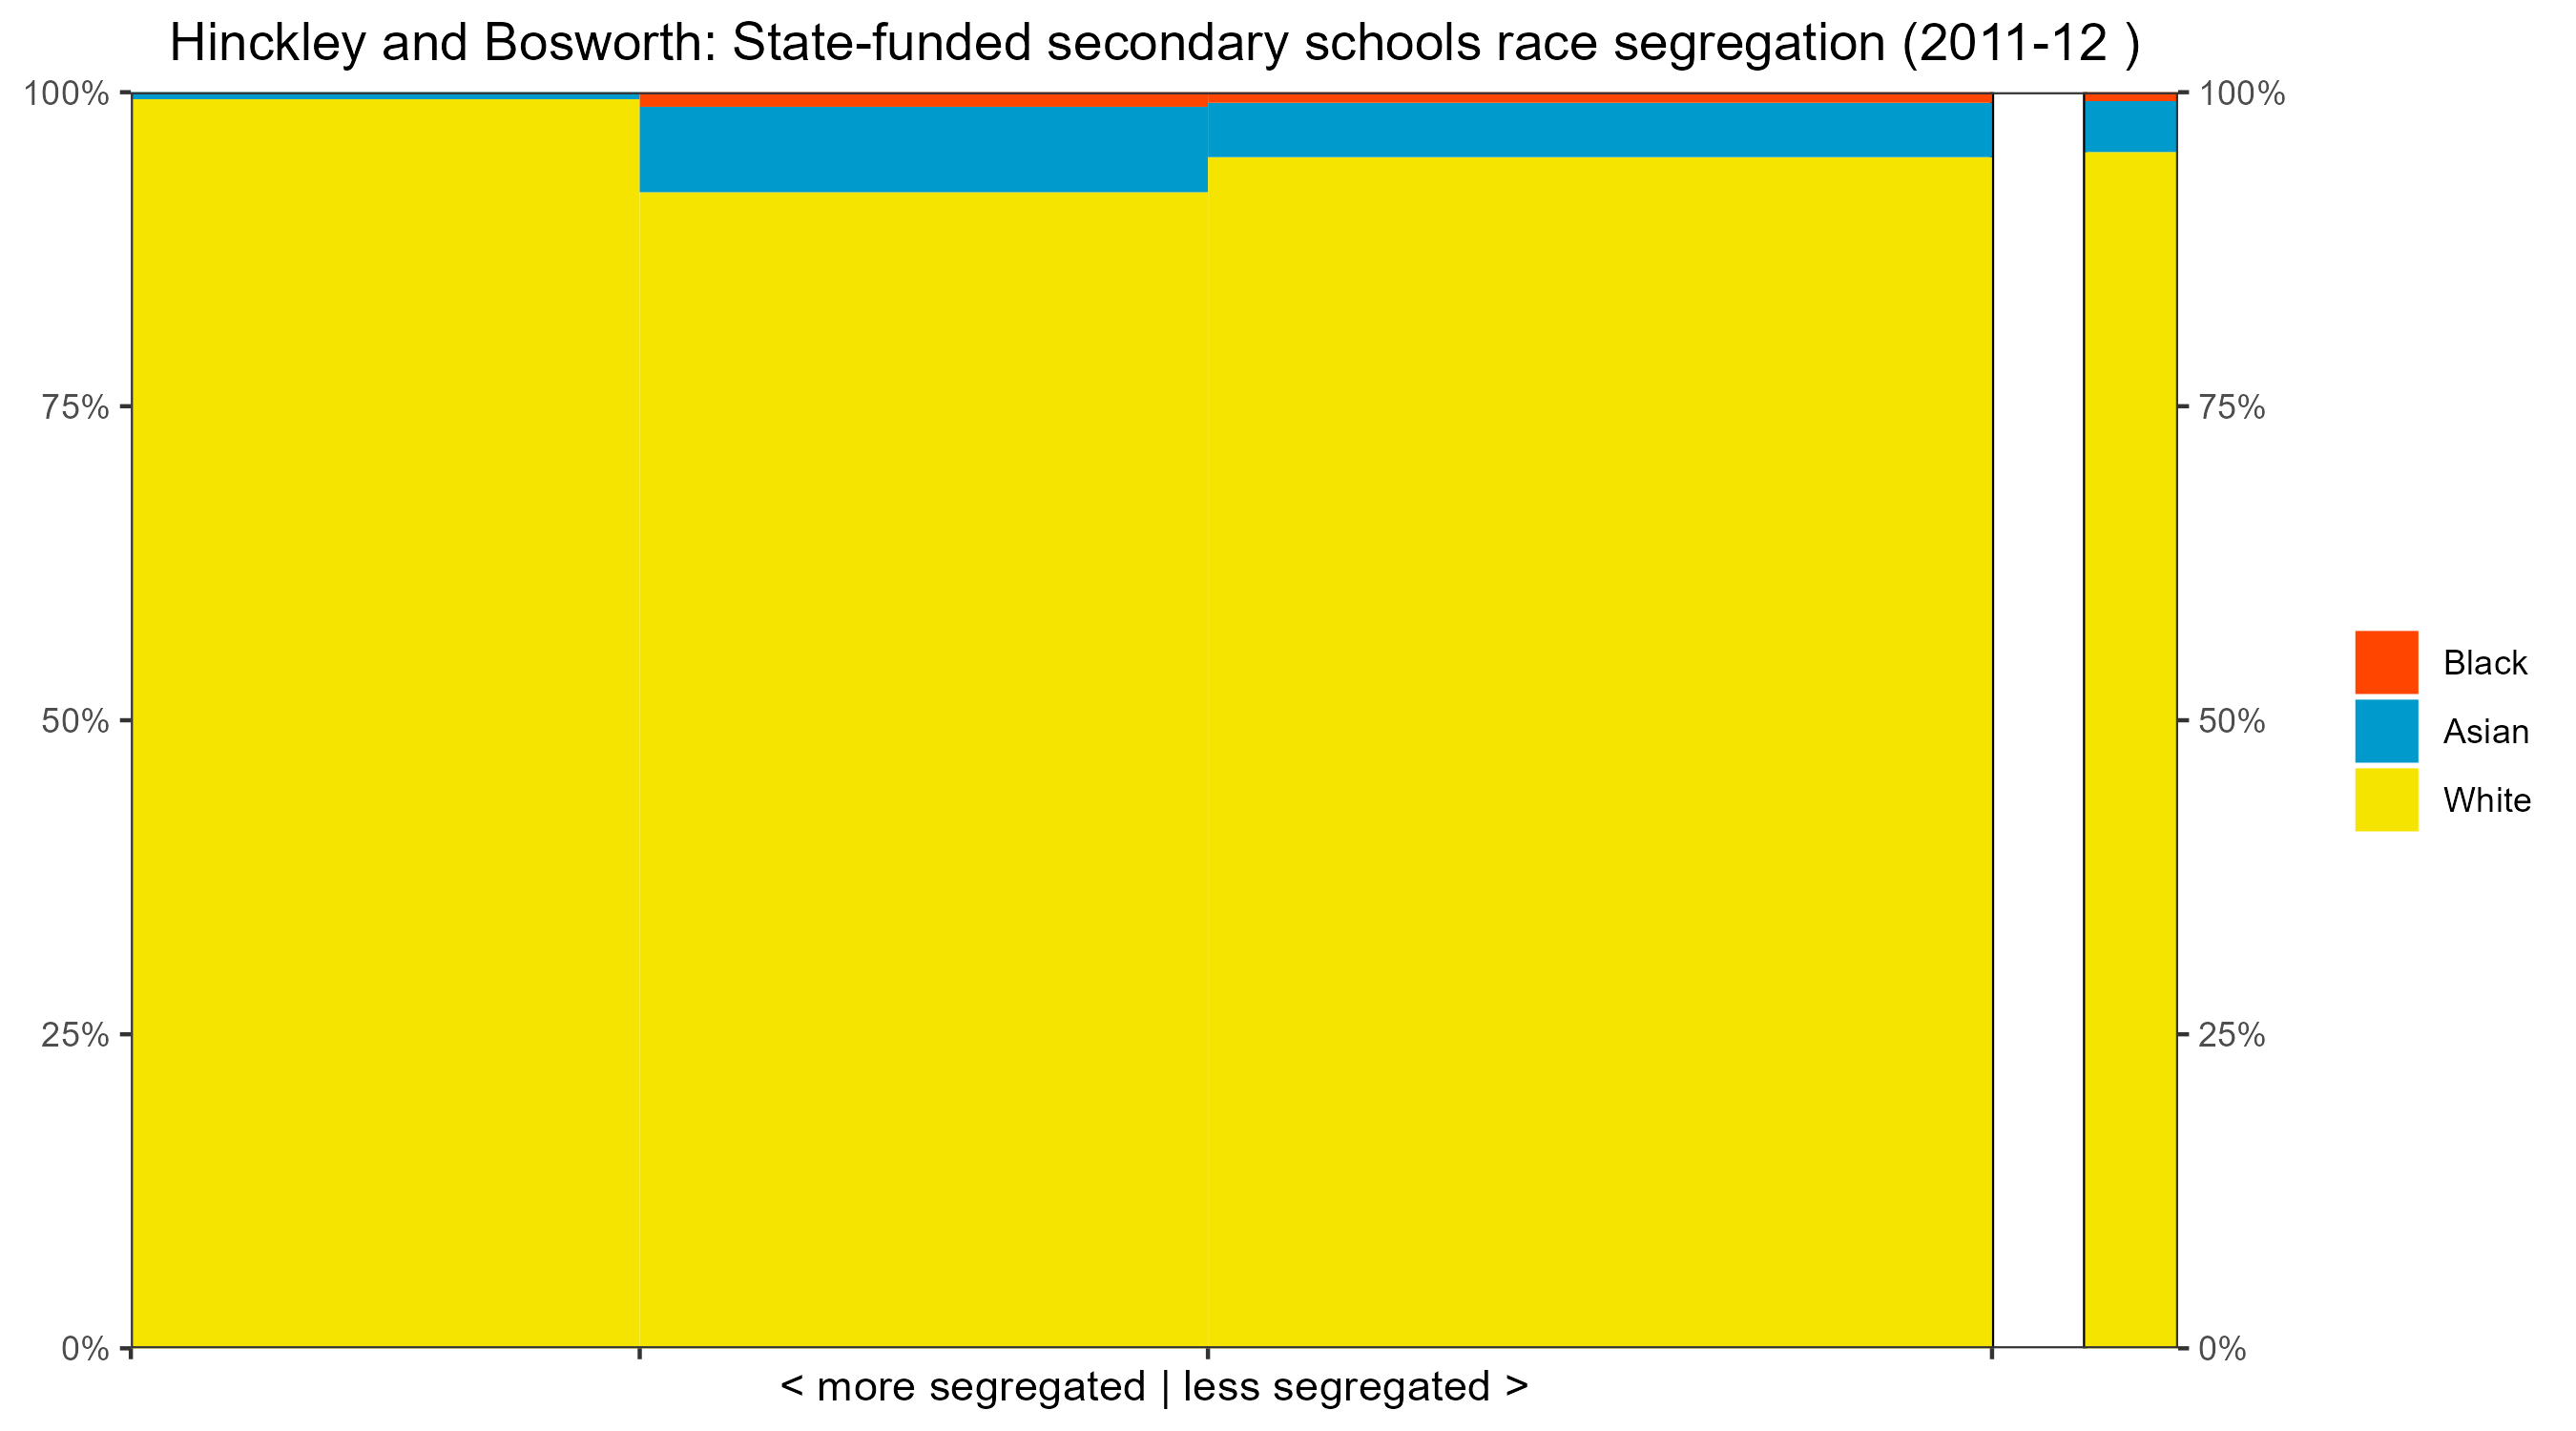 Hinckley and Bosworth: State-funded secondary schools race segregation (2011-12 )
100%
75%
50%
25%
0%
100%
75%
50%
25%
0%
Black
Asian
White
< more segregated | less segregated >